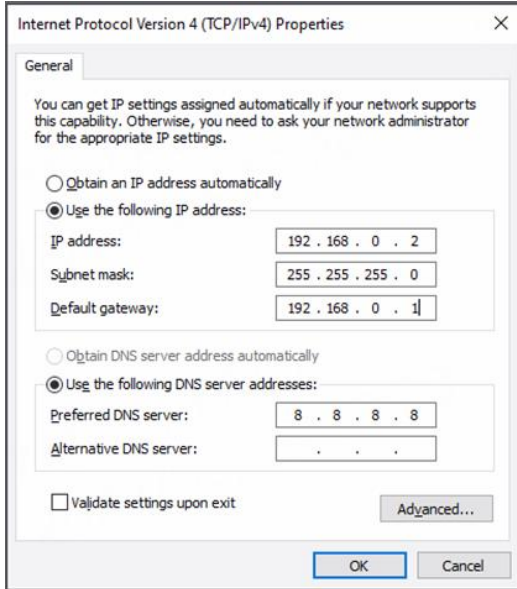 Internet Protocol Version 4 (TCP/IPv4) Properties
General
You can get IP settings assigned automatically if your network supports
this capability. Otherwise, you need to ask your network administrator
for the appropriate IP settings.
Obtain an IP address automatically
Use the following IP address:
IP address: 192 . 168 . 0 . 2
Subnet mask: 255 . 255 . 255 . 0
Default gateway: 192 . 168 . 0 . 1
Obtain DNS server address automatically
Use the following DNS server addresses:
Preferred DNS server: 8 . 8 . 8 . 8
Alternative DNS server: . . .
Validate settings upon exit
Advanced...
OK Cancel